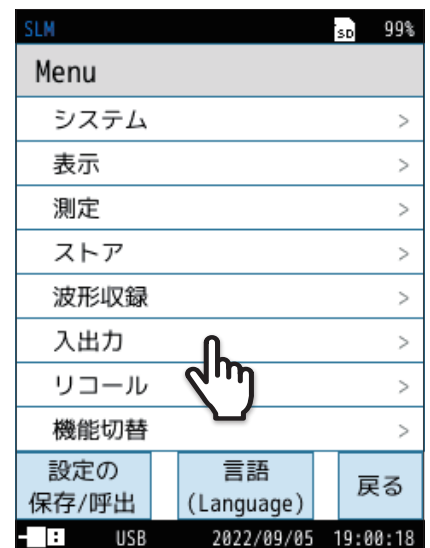 SLM SD 99%
Menu
システム >
表示 >
測定 >
ストア >
波形収録 >
入出力 >
リコール >
機能切替 >
設定の
保存/呼出
言語
(Language)
戻る
USB 2022/09/05 19:00:18